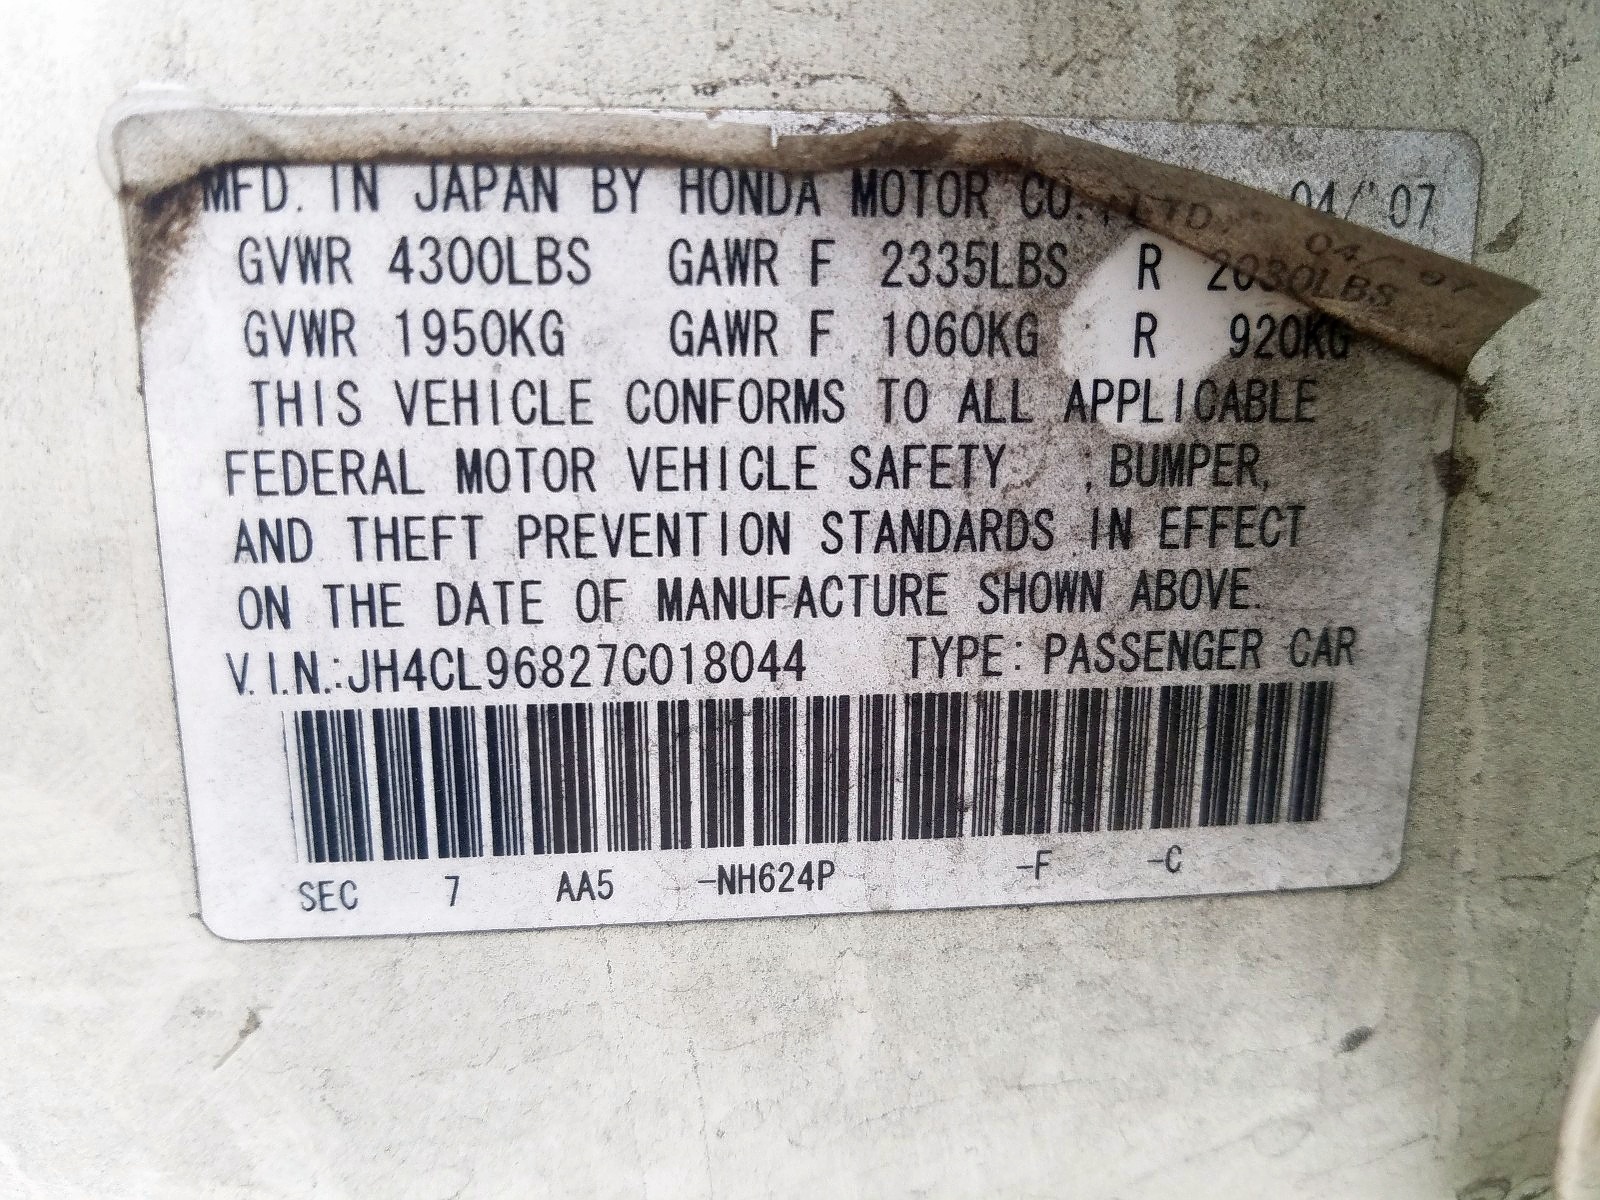 MFD. IN JAPAN BY HONDA MOTOR CO., LTD. 04/'07
GVWR 4300LBS GAWR F 2335LBS R 2030LBS
GVWR 1950KG GAWR F 1060KG R 920KG
THIS VEHICLE CONFORMS TO ALL APPLICABLE
FEDERAL MOTOR VEHICLE SAFETY , BUMPER,
AND THEFT PREVENTION STANDARDS IN EFFECT
ON THE DATE OF MANUFACTURE SHOWN ABOVE.
V.I.N.:JH4CL96827C018044 TYPE: PASSENGER CAR
SEC 7 AA5 -NH624P -F -C